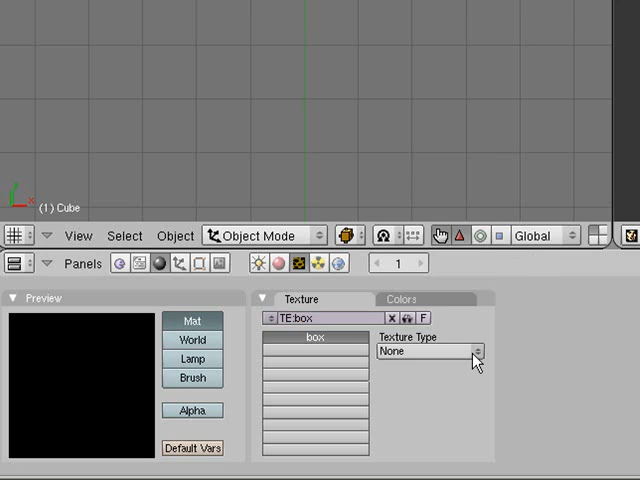 (1) Cube
View Select Object Object Mode Global
Panels 1
Preview Texture Colors
TE:box F
Mat box Texture Type
World None
Lamp
Brush
Alpha
Default Vars